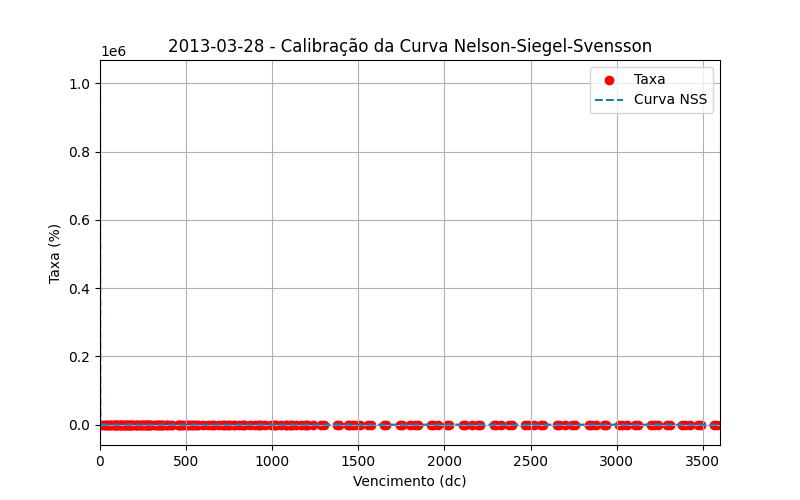 2013-03-28 - Calibração da Curva Nelson-Siegel-Svensson
1e6
1.0
0.8
0.6
0.4
0.2
0.0
Taxa (%)
Taxa
Curva NSS
0 500 1000 1500 2000 2500 3000 3500
Vencimento (dc)